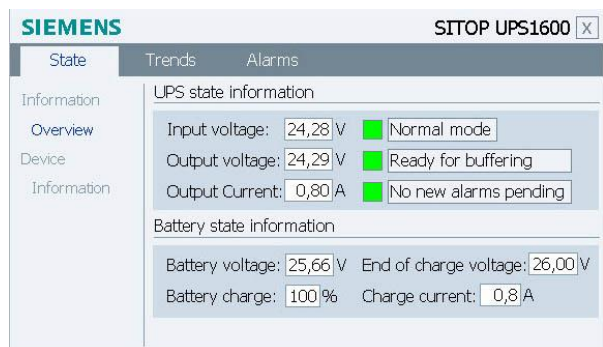 SIEMENS SITOP UPS1600 X
State Trends Alarms
Information
Overview
Device
Information
UPS state information
Input voltage: 24,28 V Normal mode
Output voltage: 24,29 V Ready for buffering
Output Current: 0,80 A No new alarms pending
Battery state information
Battery voltage: 25,66 V End of charge voltage: 26,00 V
Battery charge: 100 % Charge current: 0,8 A